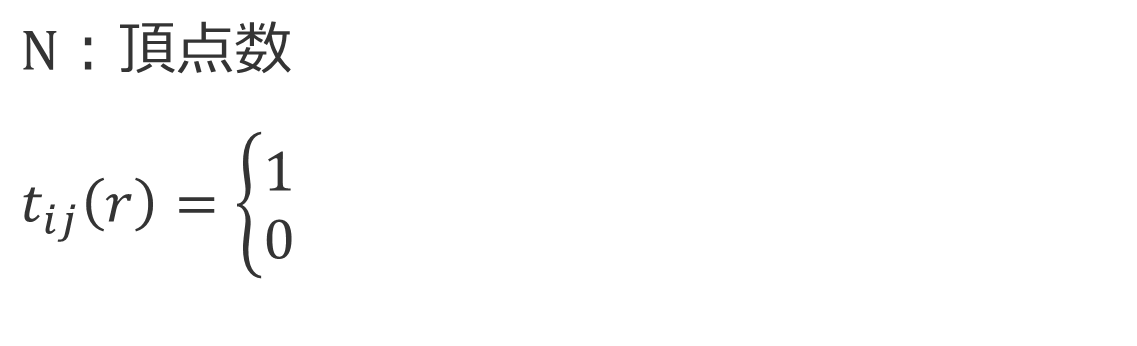 N：頂点数
t_{ij}(r) = { 1
0